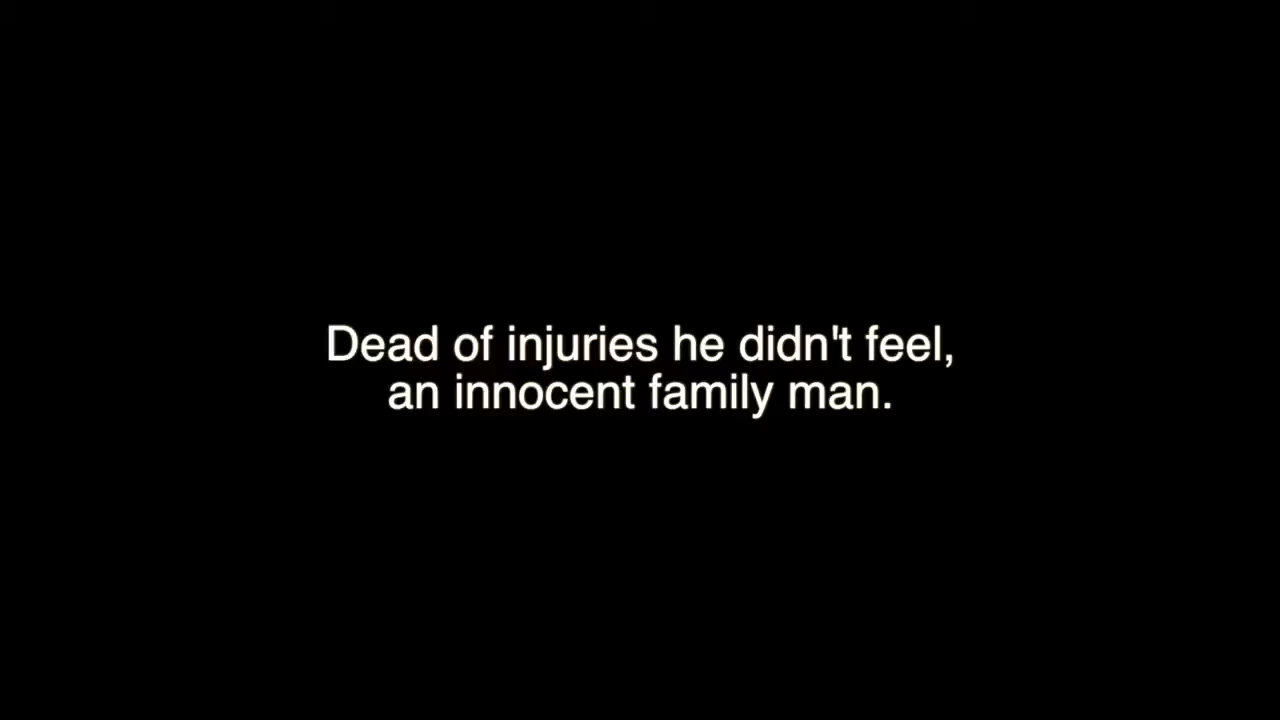 Dead of injuries he didn't feel,
an innocent family man.